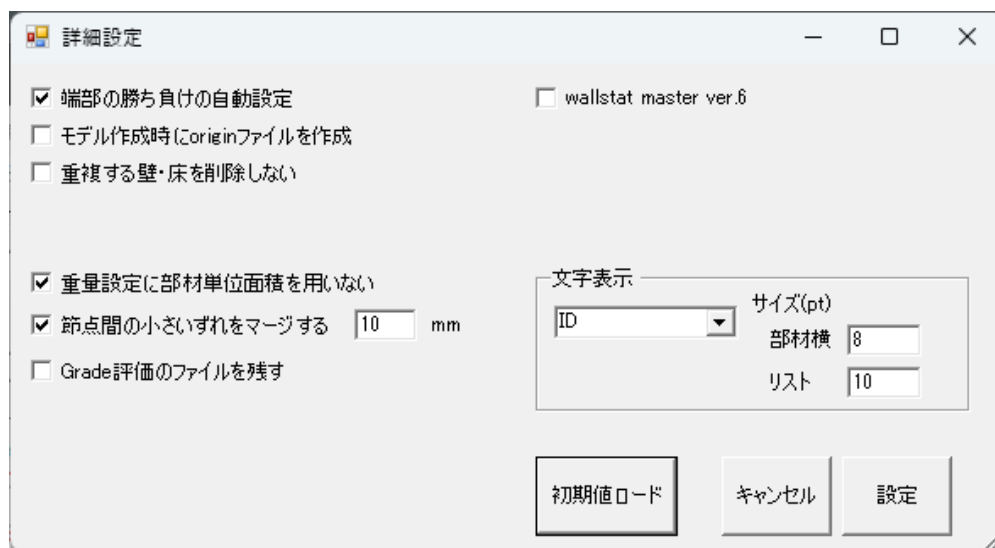 詳細設定
端部の勝ち負けの自動設定
wallstat master ver.6
モデル作成時にoriginファイルを作成
重複する壁・床を削除しない
重量設定に部材単位面積を用いない
節点間の小さいずれをマージする 10 mm
Grade評価のファイルを残す
文字表示
ID
サイズ(pt)
部材横 8
リスト 10
初期値ロード
キャンセル
設定